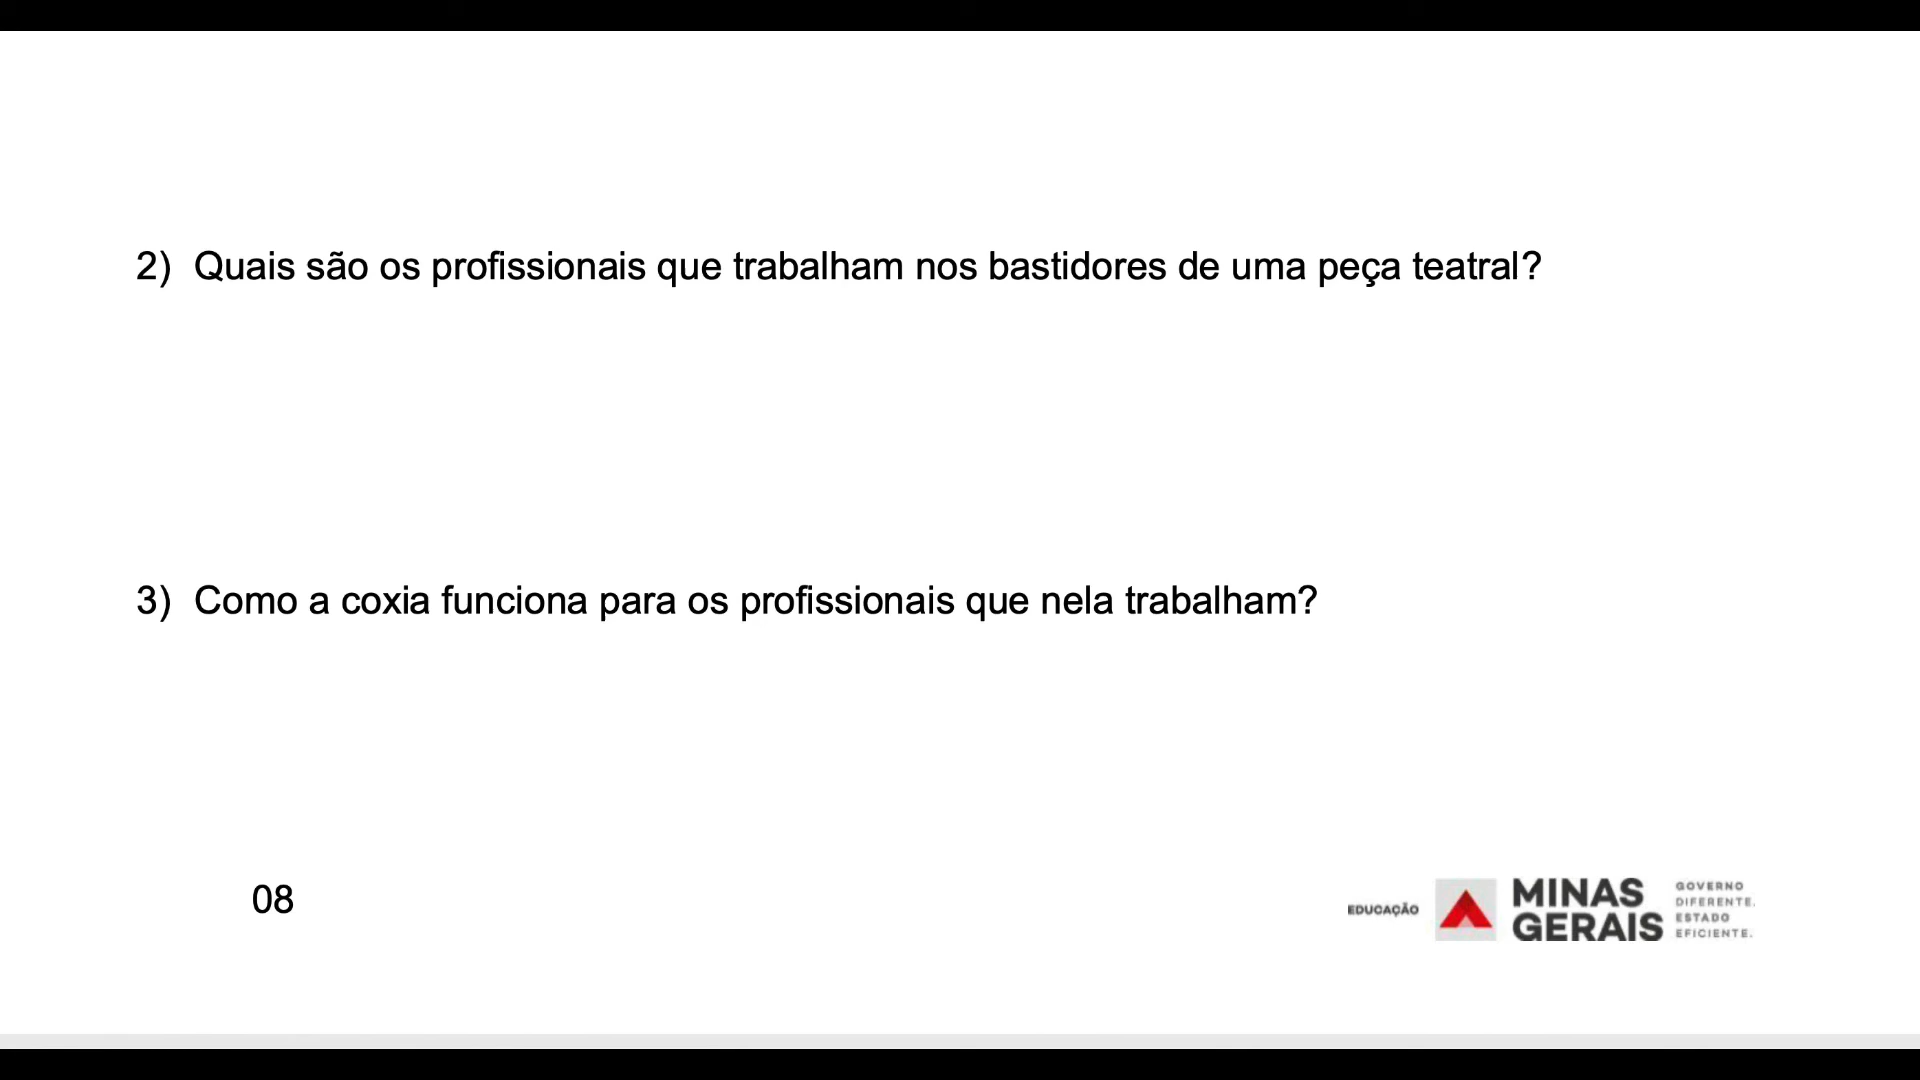 2) Quais são os profissionais que trabalham nos bastidores de uma peça teatral?
3) Como a coxia funciona para os profissionais que nela trabalham?
08
EDUCAÇÃO
MINAS
GERAIS
GOVERNO
DIFERENTE.
ESTADO
EFICIENTE.